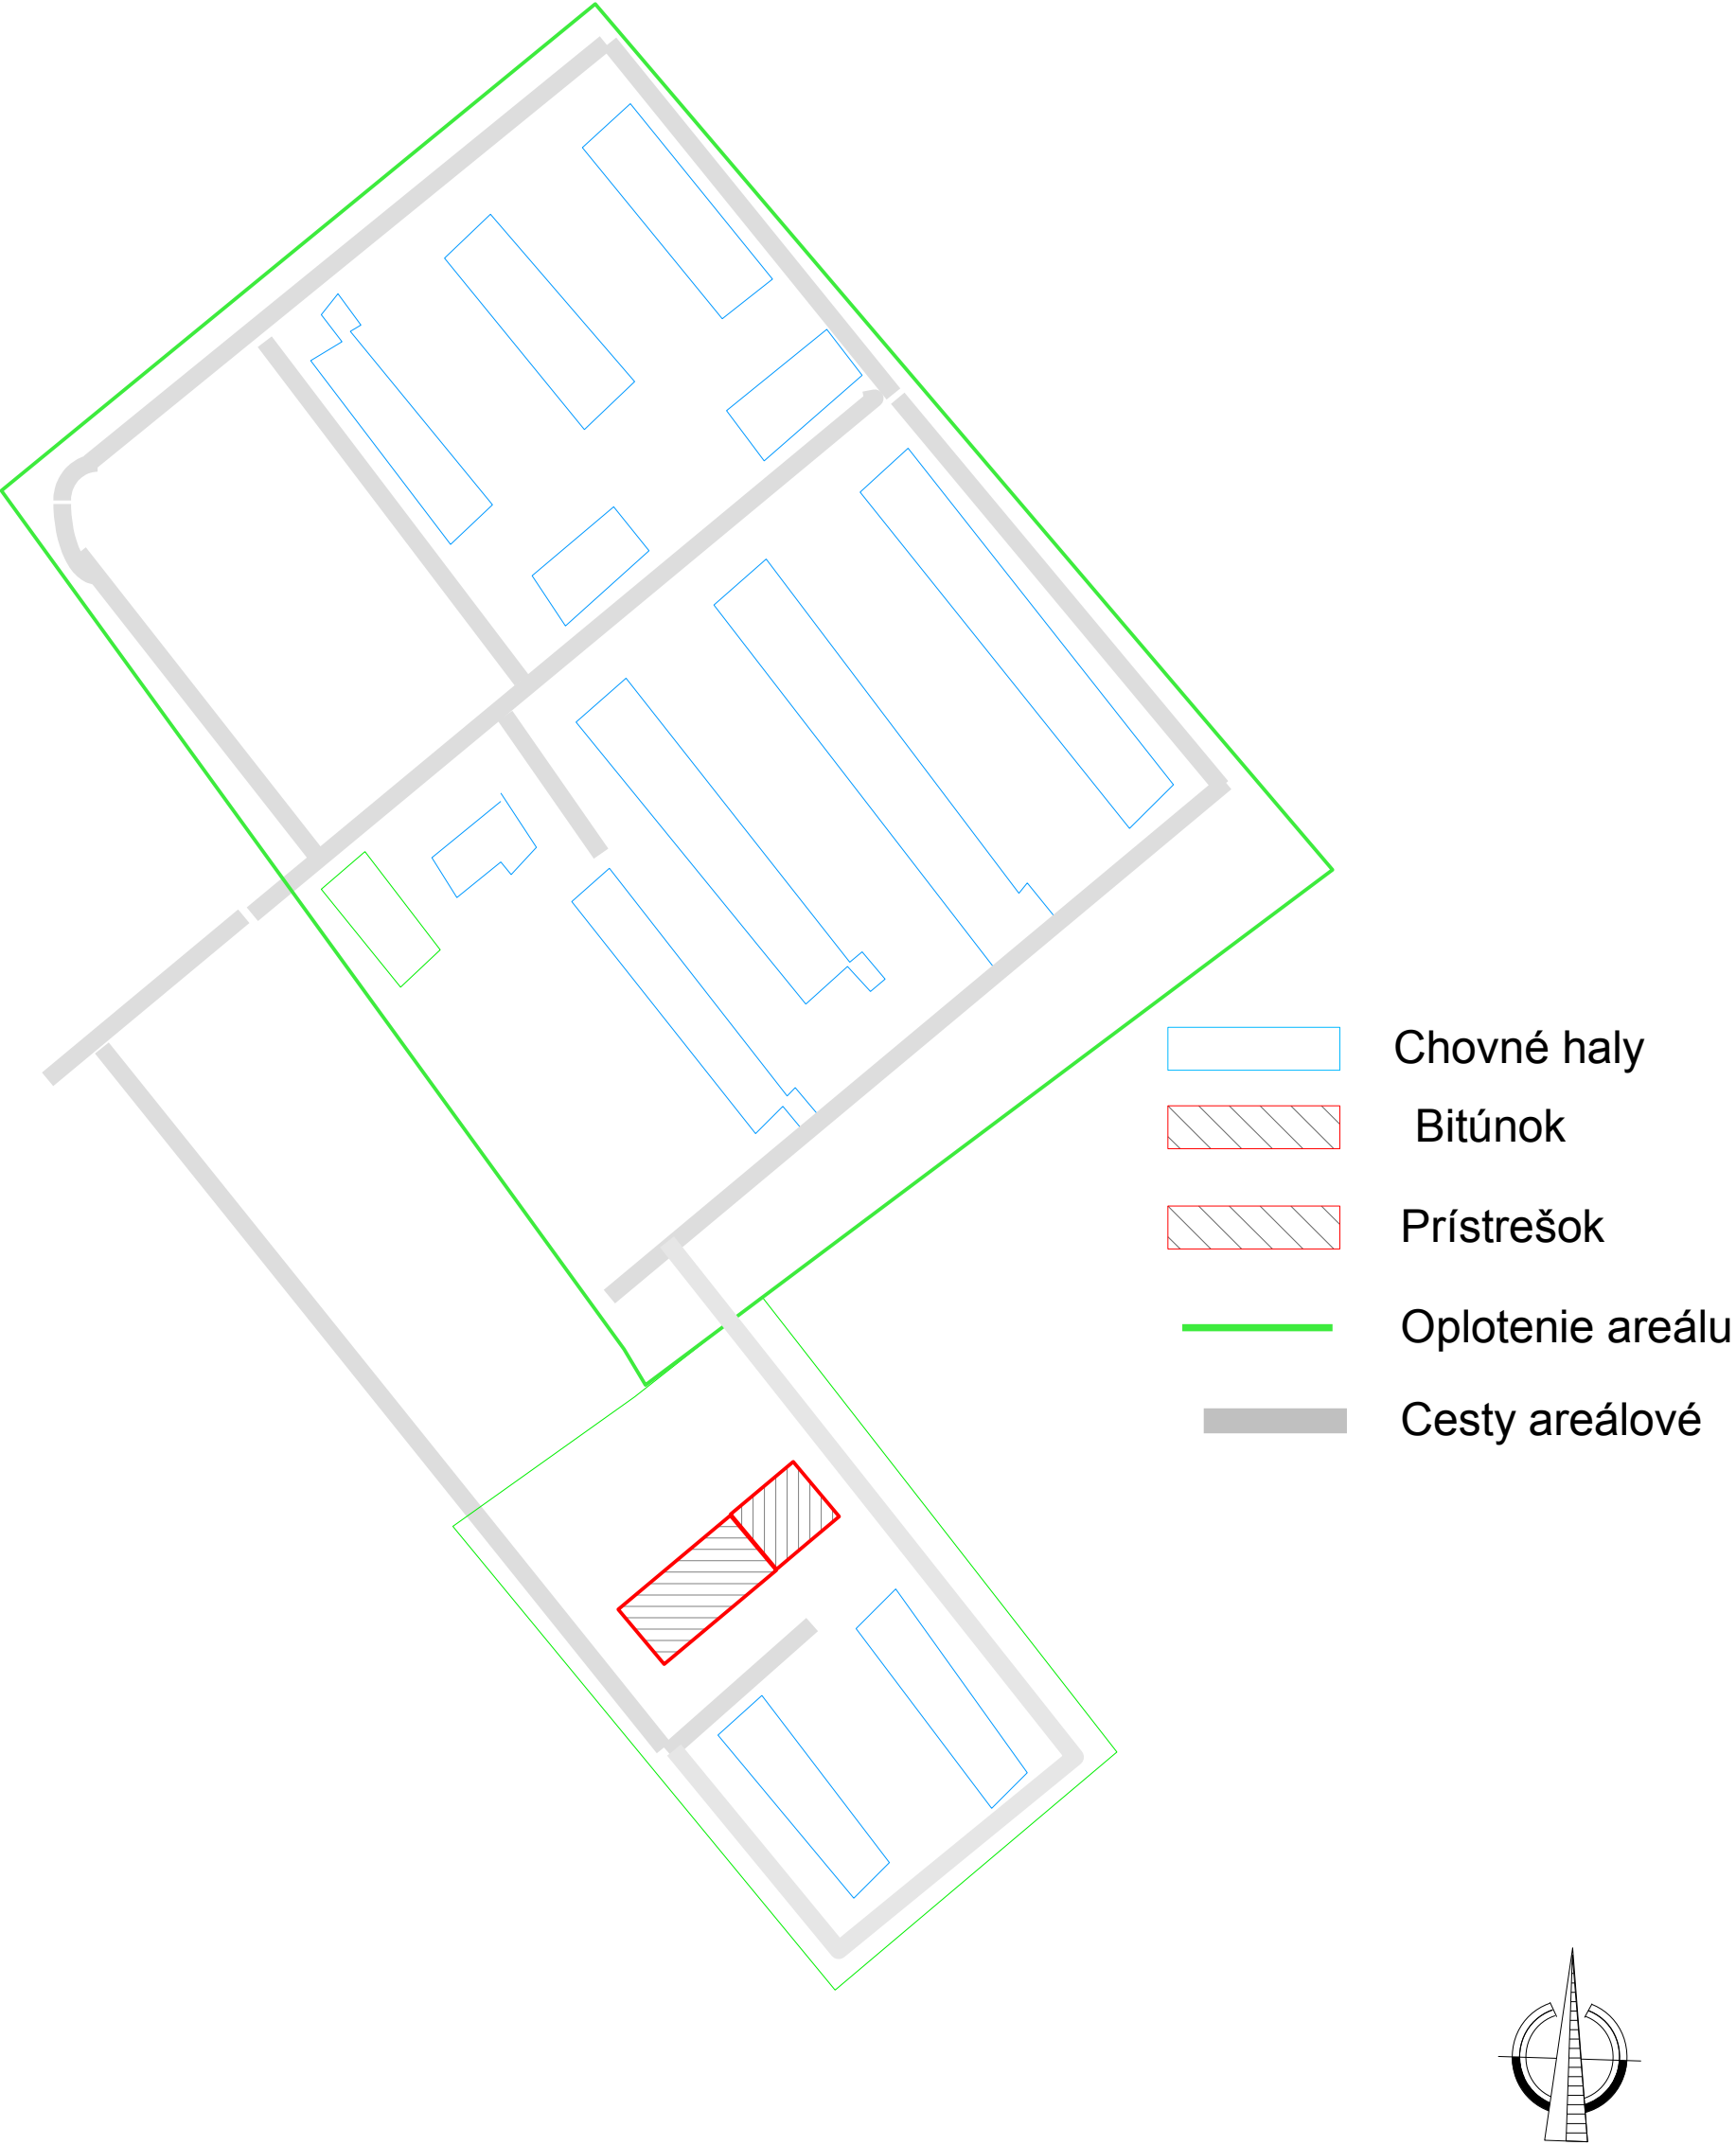 Chovné haly
Bitúnok
Prístrešok
Oplotenie areálu
Cesty areálové